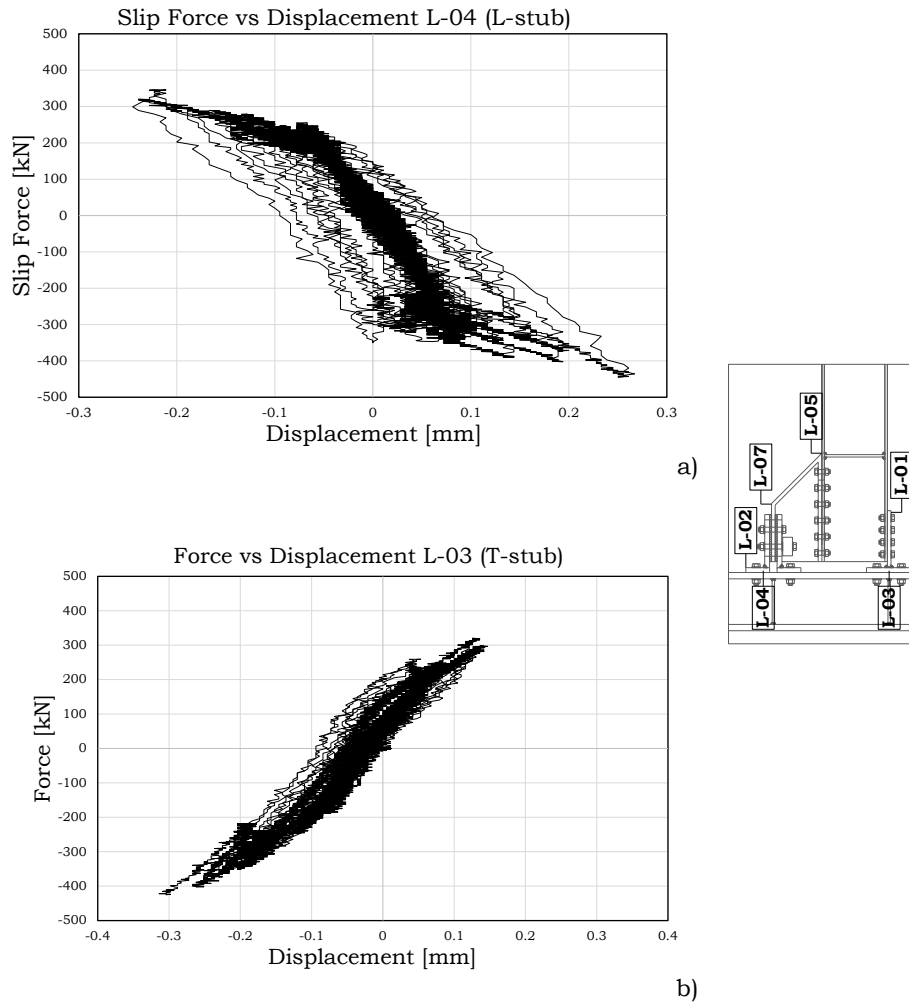 Slip Force vs Displacement L-04 (L-stub)
500
400
300
200
100
0
-100
-200
-300
-400
-500
Slip Force [kN]
-0.3 -0.2 -0.1 0 0.1 0.2 0.3
Displacement [mm]
a)
L-05
L-07
L-01
L-02
L-04
L-03
Force vs Displacement L-03 (T-stub)
500
400
300
200
100
0
-100
-200
-300
-400
-500
Force [kN]
-0.4 -0.3 -0.2 -0.1 0 0.1 0.2 0.3 0.4
Displacement [mm]
b)